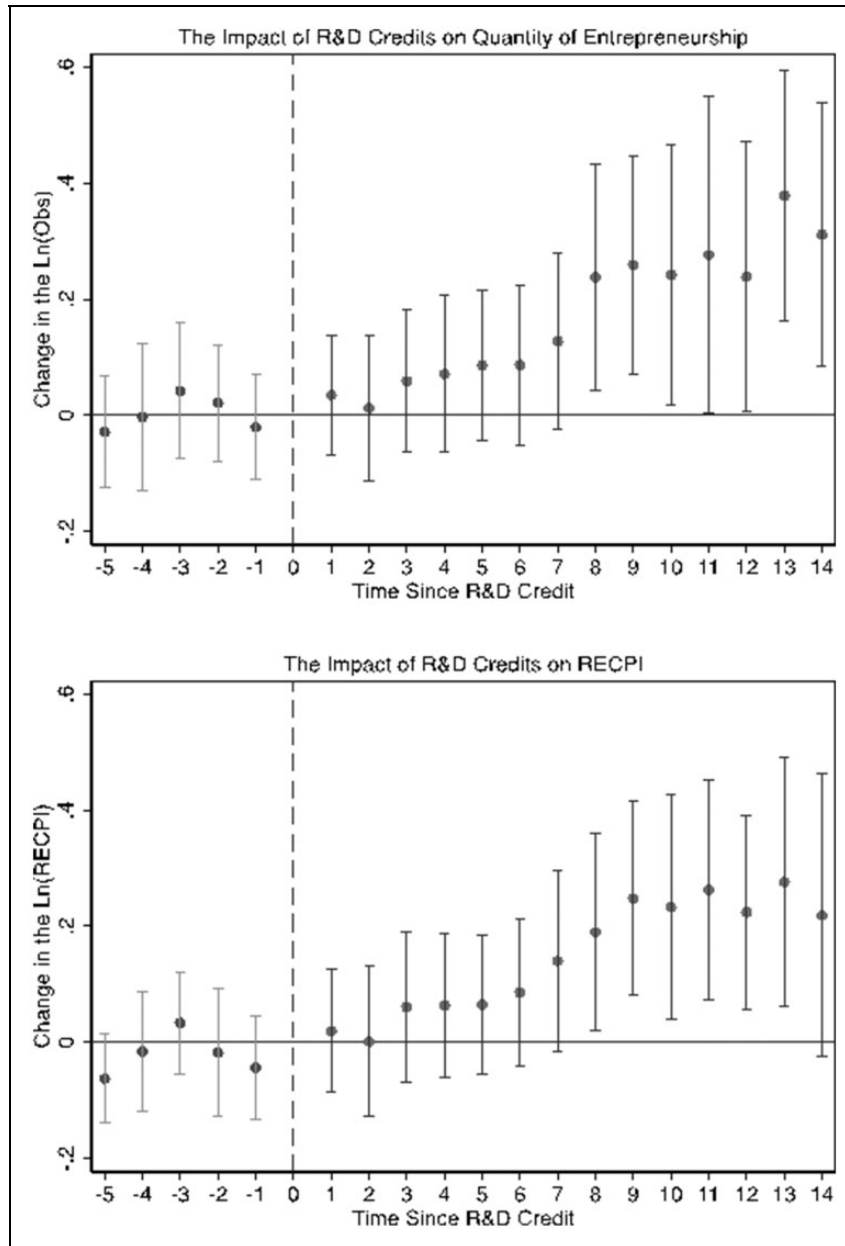 The Impact of R&D Credits on Quantity of Entrepreneurship
.6
.4
.2
0
-.2
Change in the Ln(Obs)
-5 -4 -3 -2 -1 0 1 2 3 4 5 6 7 8 9 10 11 12 13 14
Time Since R&D Credit
The Impact of R&D Credits on RECPI
.6
.4
.2
0
-.2
Change in the Ln(RECPI)
-5 -4 -3 -2 -1 0 1 2 3 4 5 6 7 8 9 10 11 12 13 14
Time Since R&D Credit